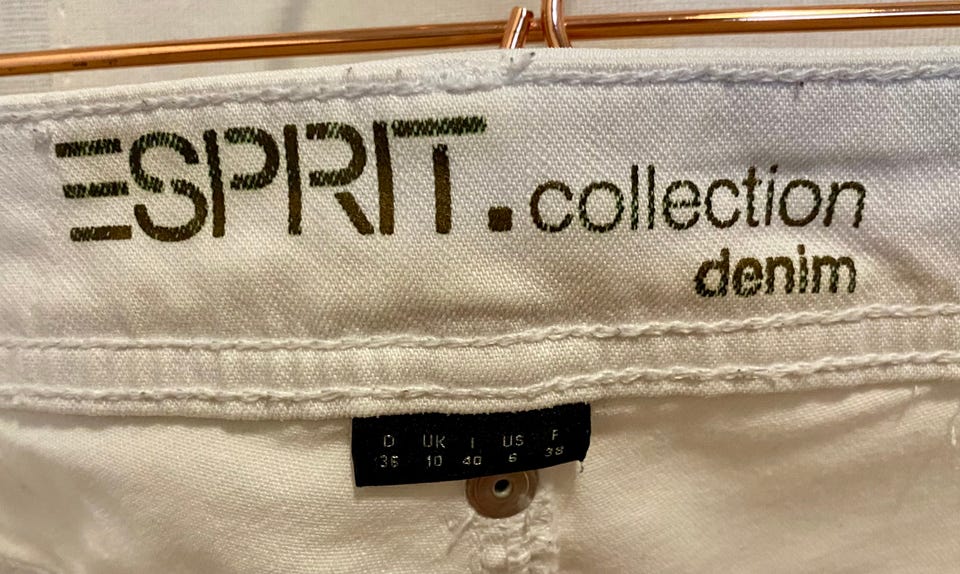 ESPRIT.collection
denim
D UK I US F
36 10 40 6 38